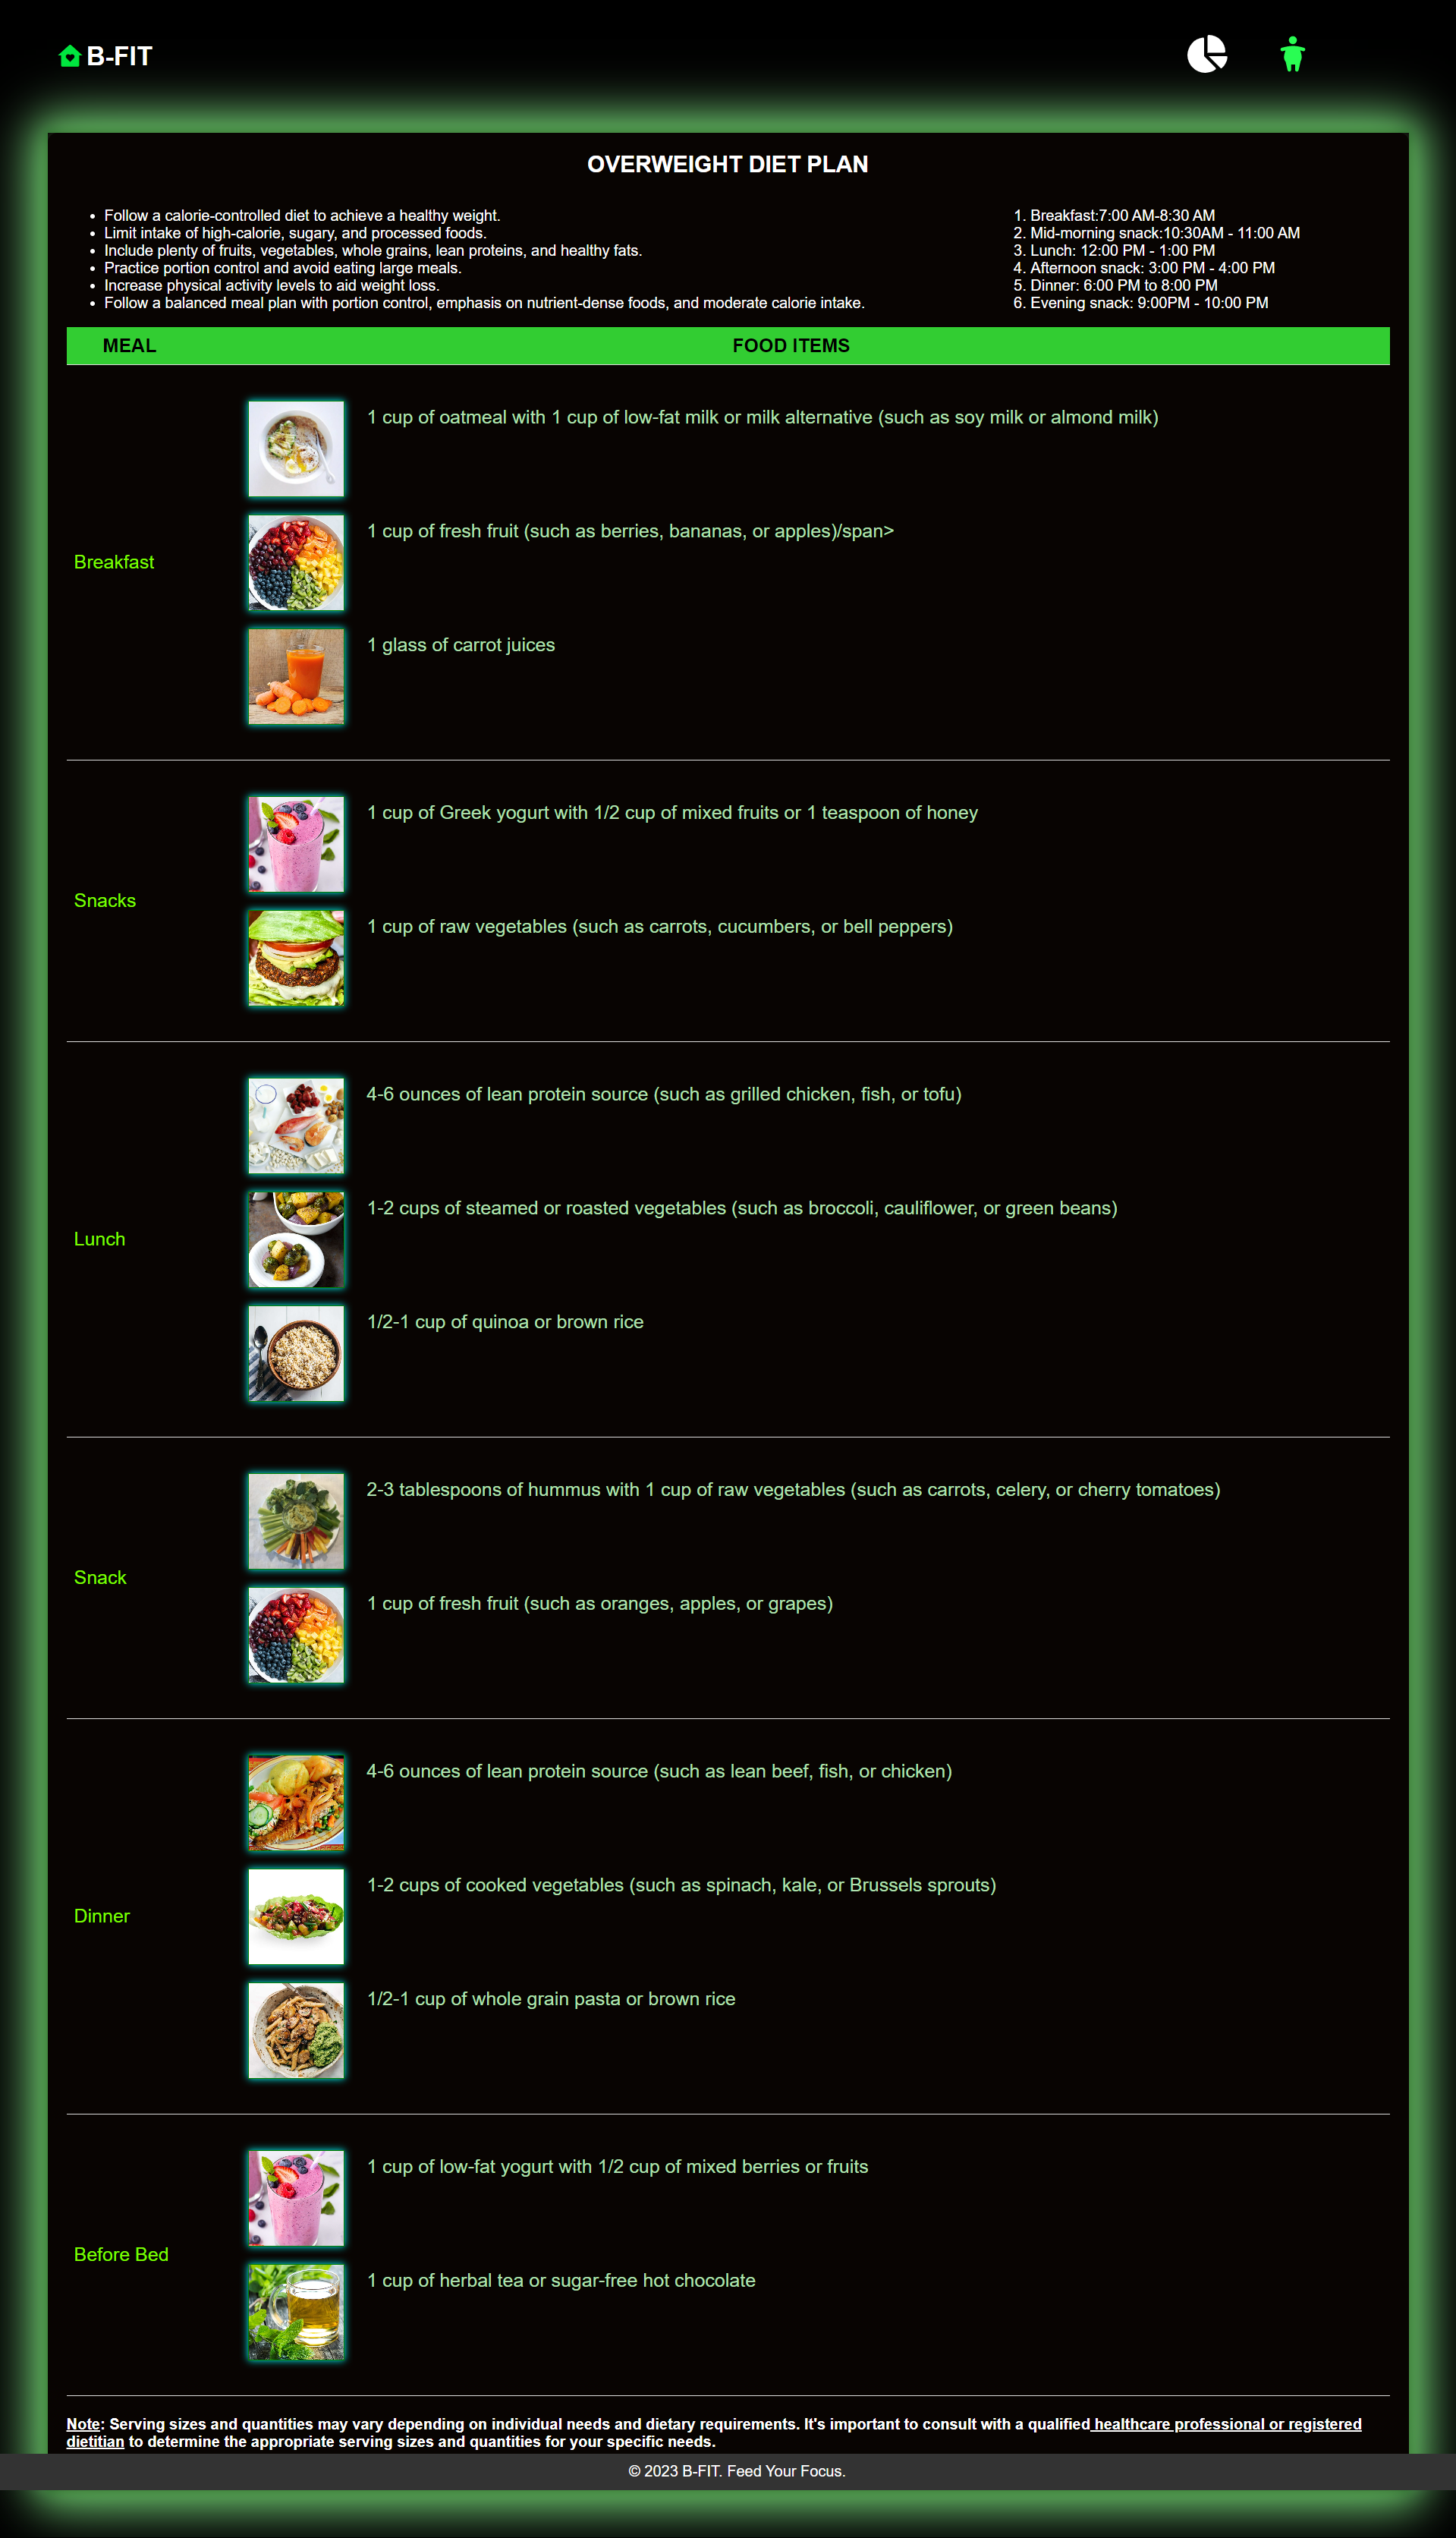 B-FIT
OVERWEIGHT DIET PLAN
• Follow a calorie-controlled diet to achieve a healthy weight.
• Limit intake of high-calorie, sugary, and processed foods.
• Include plenty of fruits, vegetables, whole grains, lean proteins, and healthy fats.
• Practice portion control and avoid eating large meals.
• Increase physical activity levels to aid weight loss.
• Follow a balanced meal plan with portion control, emphasis on nutrient-dense foods, and moderate calorie intake.
1. Breakfast:7:00 AM-8:30 AM
2. Mid-morning snack:10:30AM - 11:00 AM
3. Lunch: 12:00 PM - 1:00 PM
4. Afternoon snack: 3:00 PM - 4:00 PM
5. Dinner: 6:00 PM to 8:00 PM
6. Evening snack: 9:00PM - 10:00 PM
MEAL FOOD ITEMS
Breakfast
1 cup of oatmeal with 1 cup of low-fat milk or milk alternative (such as soy milk or almond milk)
1 cup of fresh fruit (such as berries, bananas, or apples)/span>
1 glass of carrot juices
Snacks
1 cup of Greek yogurt with 1/2 cup of mixed fruits or 1 teaspoon of honey
1 cup of raw vegetables (such as carrots, cucumbers, or bell peppers)
Lunch
4-6 ounces of lean protein source (such as grilled chicken, fish, or tofu)
1-2 cups of steamed or roasted vegetables (such as broccoli, cauliflower, or green beans)
1/2-1 cup of quinoa or brown rice
Snack
2-3 tablespoons of hummus with 1 cup of raw vegetables (such as carrots, celery, or cherry tomatoes)
1 cup of fresh fruit (such as oranges, apples, or grapes)
Dinner
4-6 ounces of lean protein source (such as lean beef, fish, or chicken)
1-2 cups of cooked vegetables (such as spinach, kale, or Brussels sprouts)
1/2-1 cup of whole grain pasta or brown rice
Before Bed
1 cup of low-fat yogurt with 1/2 cup of mixed berries or fruits
1 cup of herbal tea or sugar-free hot chocolate
Note: Serving sizes and quantities may vary depending on individual needs and dietary requirements. It's important to consult with a qualified healthcare professional or registered
dietitian to determine the appropriate serving sizes and quantities for your specific needs.
© 2023 B-FIT. Feed Your Focus.